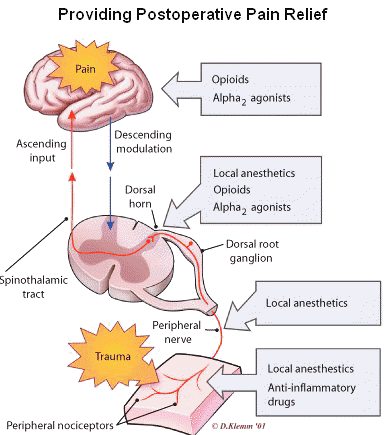 Providing Postoperative Pain Relief
Pain
Opioids
Alpha₂ agonists
Ascending
input
Descending
modulation
Local anesthetics
Opioids
Alpha₂ agonists
Dorsal
horn
Dorsal root
ganglion
Spinothalamic
tract
Local anesthetics
Peripheral
nerve
Trauma
Local anesthestics
Anti-inflammatory
drugs
Peripheral nociceptors
© D.Klemm '01